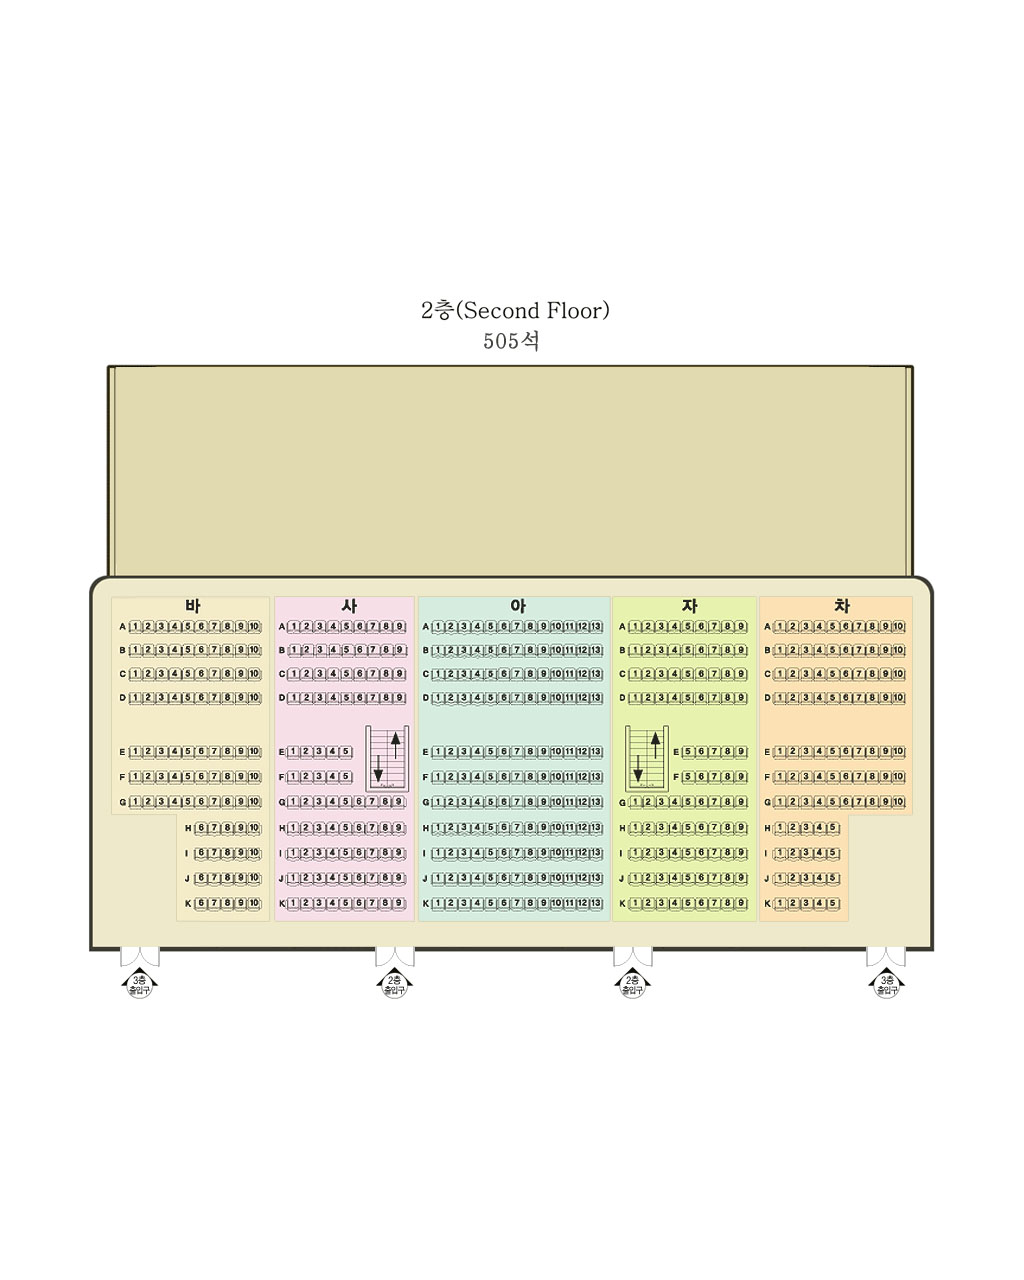 2층(Second Floor)
505석
바 사 아 자 차
A 1 2 3 4 5 6 7 8 9 10 A 1 2 3 4 5 6 7 8 9 A 1 2 3 4 5 6 7 8 9 10 11 12 13 A 1 2 3 4 5 6 7 8 9 A 1 2 3 4 5 6 7 8 9 10
B 1 2 3 4 5 6 7 8 9 10 B 1 2 3 4 5 6 7 8 9 B 1 2 3 4 5 6 7 8 9 10 11 12 13 B 1 2 3 4 5 6 7 8 9 B 1 2 3 4 5 6 7 8 9 10
C 1 2 3 4 5 6 7 8 9 10 C 1 2 3 4 5 6 7 8 9 C 1 2 3 4 5 6 7 8 9 10 11 12 13 C 1 2 3 4 5 6 7 8 9 C 1 2 3 4 5 6 7 8 9 10
D 1 2 3 4 5 6 7 8 9 10 D 1 2 3 4 5 6 7 8 9 D 1 2 3 4 5 6 7 8 9 10 11 12 13 D 1 2 3 4 5 6 7 8 9 D 1 2 3 4 5 6 7 8 9 10
E 1 2 3 4 5 6 7 8 9 10 E 1 2 3 4 5 E 1 2 3 4 5 6 7 8 9 10 11 12 13 E 5 6 7 8 9 E 1 2 3 4 5 6 7 8 9 10
F 1 2 3 4 5 6 7 8 9 10 F 1 2 3 4 5 F 1 2 3 4 5 6 7 8 9 10 11 12 13 F 5 6 7 8 9 F 1 2 3 4 5 6 7 8 9 10
G 1 2 3 4 5 6 7 8 9 10 G 1 2 3 4 5 6 7 8 9 G 1 2 3 4 5 6 7 8 9 10 11 12 13 G 1 2 3 4 5 6 7 8 9 G 1 2 3 4 5 6 7 8 9 10
H 6 7 8 9 10 H 1 2 3 4 5 6 7 8 9 H 1 2 3 4 5 6 7 8 9 10 11 12 13 H 1 2 3 4 5 6 7 8 9 H 1 2 3 4 5
I 6 7 8 9 10 I 1 2 3 4 5 6 7 8 9 I 1 2 3 4 5 6 7 8 9 10 11 12 13 I 1 2 3 4 5 6 7 8 9 I 1 2 3 4 5
J 6 7 8 9 10 J 1 2 3 4 5 6 7 8 9 J 1 2 3 4 5 6 7 8 9 10 11 12 13 J 1 2 3 4 5 6 7 8 9 J 1 2 3 4 5
K 6 7 8 9 10 K 1 2 3 4 5 6 7 8 9 K 1 2 3 4 5 6 7 8 9 10 11 12 13 K 1 2 3 4 5 6 7 8 9 K 1 2 3 4 5
3층 2층 2층 3층
출입구 출입구 출입구 출입구